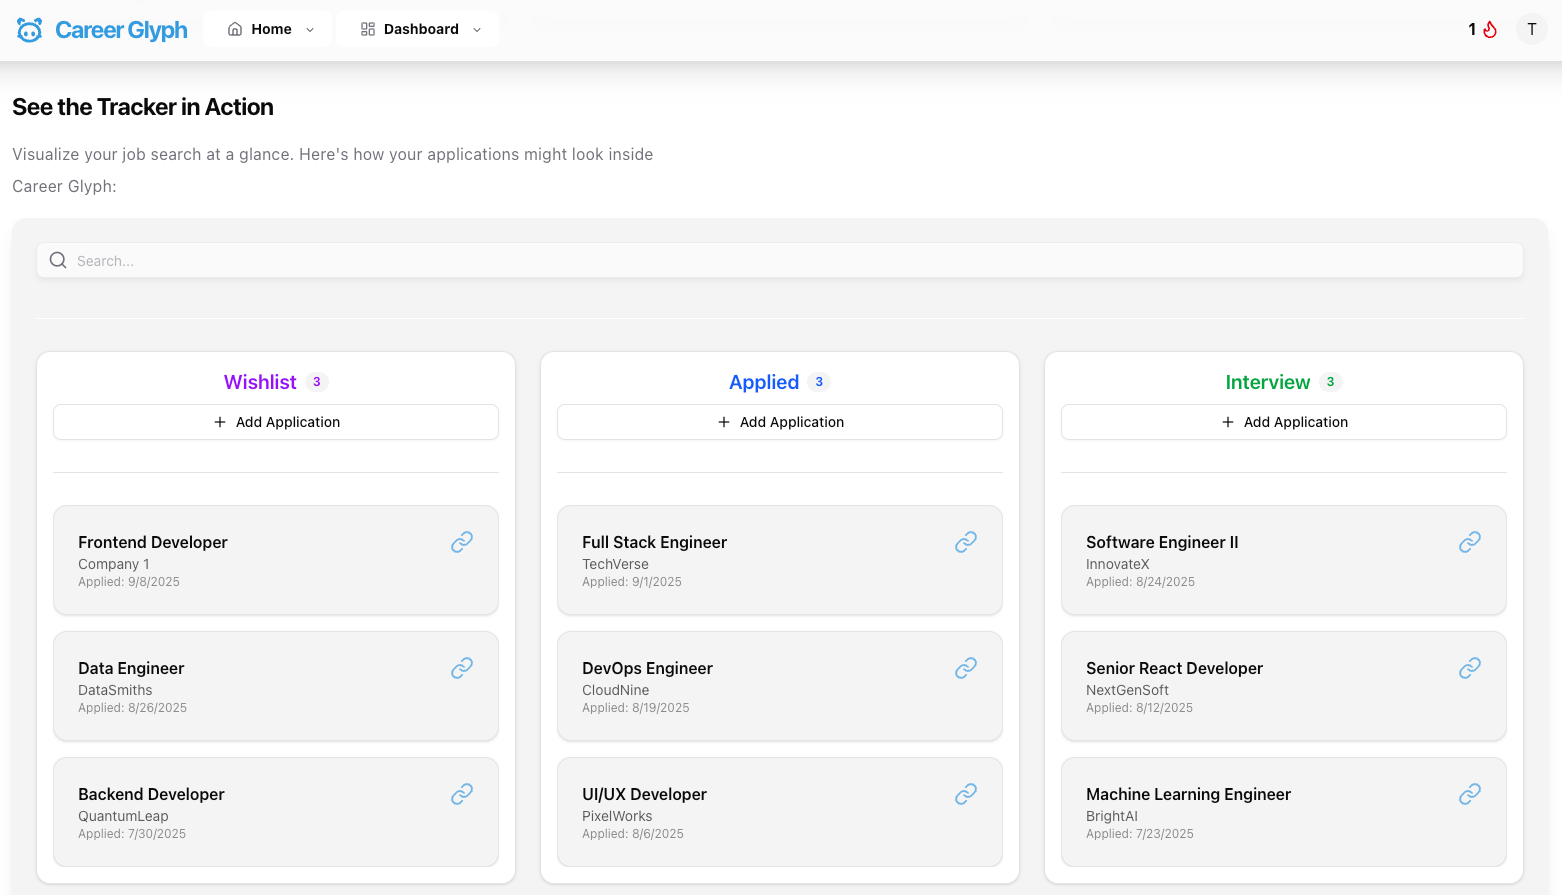 Career Glyph
Home
Dashboard
1
T
See the Tracker in Action
Visualize your job search at a glance. Here's how your applications might look inside
Career Glyph:
Search...
Wishlist 3
Add Application
Frontend Developer
Company 1
Applied: 9/8/2025
Data Engineer
DataSmiths
Applied: 8/26/2025
Backend Developer
QuantumLeap
Applied: 7/30/2025
Applied 3
Add Application
Full Stack Engineer
TechVerse
Applied: 9/1/2025
DevOps Engineer
CloudNine
Applied: 8/19/2025
UI/UX Developer
PixelWorks
Applied: 8/6/2025
Interview 3
Add Application
Software Engineer II
InnovateX
Applied: 8/24/2025
Senior React Developer
NextGenSoft
Applied: 8/12/2025
Machine Learning Engineer
BrightAI
Applied: 7/23/2025